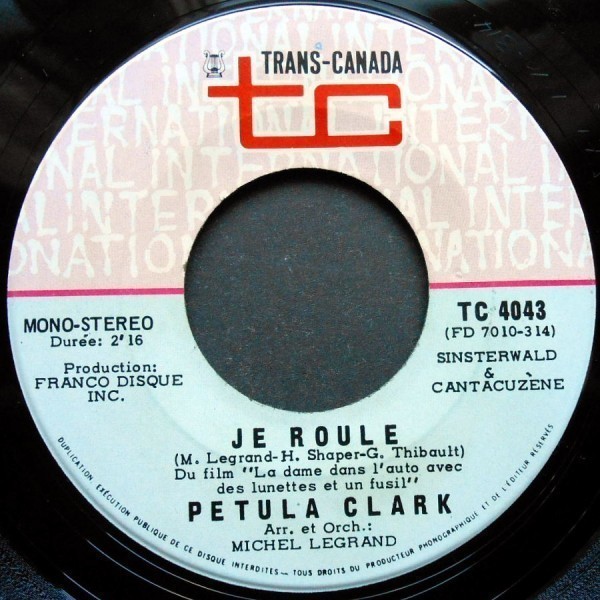 TRANS-CANADA
tc
INTERNATIONAL
MONO-STEREO
Durée: 2'16
Production:
FRANCO DISQUE
INC.
TC 4043
(FD 7010-314)
SINSTERWALD
&
CANTACUZÈNE
JE ROULE
(M. Legrand-H. Shaper-G. Thibault)
Du film "La dame dans l'auto avec
des lunettes et un fusil"
PETULA CLARK
Arr. et Orch.:
MICHEL LEGRAND
DUPLICATION EXÉCUTION PUBLIQUE DE CE DISQUE INTERDITES — TOUS DROITS DU PRODUCTEUR PHONOGRAPHIQUE ET DE L'ÉDITEUR RÉSERVÉS